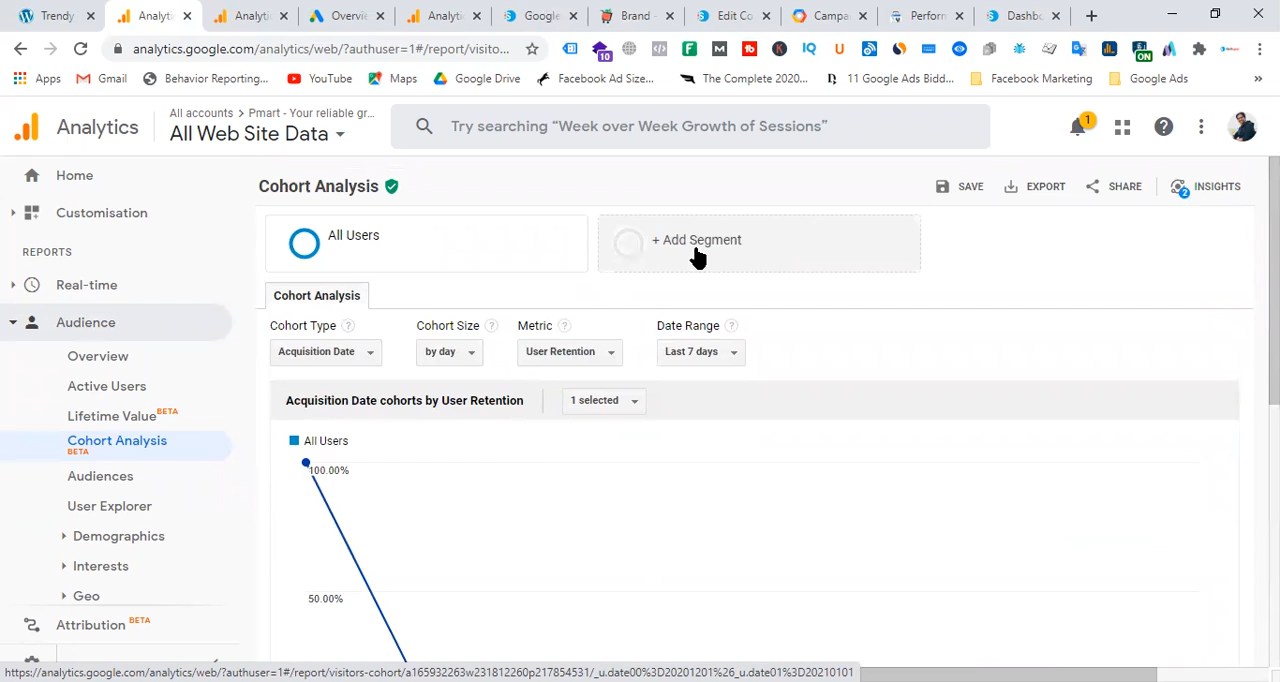 Trendy
Analyti
Analytic
Overvie
Analytic
Google
Brand -
Edit Co
Campa
Perform
Dashbo
analytics.google.com/analytics/web/?authuser=1#/report/visito...
10
ON
Apps
Gmail
Behavior Reporting...
YouTube
Maps
Google Drive
Facebook Ad Size...
The Complete 2020...
11 Google Ads Bidd...
Facebook Marketing
Google Ads
Analytics
All accounts > Pmart - Your reliable gr...
All Web Site Data
Try searching “Week over Week Growth of Sessions”
1
Home
Customisation
REPORTS
Real-time
Audience
Overview
Active Users
Lifetime Value BETA
Cohort Analysis
BETA
Audiences
User Explorer
Demographics
Interests
Geo
Attribution BETA
Cohort Analysis
SAVE
EXPORT
SHARE
2
INSIGHTS
All Users
+ Add Segment
Cohort Analysis
Cohort Type
Cohort Size
Metric
Date Range
Acquisition Date
by day
User Retention
Last 7 days
Acquisition Date cohorts by User Retention
1 selected
All Users
100.00%
50.00%
https://analytics.google.com/analytics/web/?authuser=1#/report/visitors-cohort/a165932263w231812260p217854531/_u.date00%3D20201201%26_u.date01%3D20210101